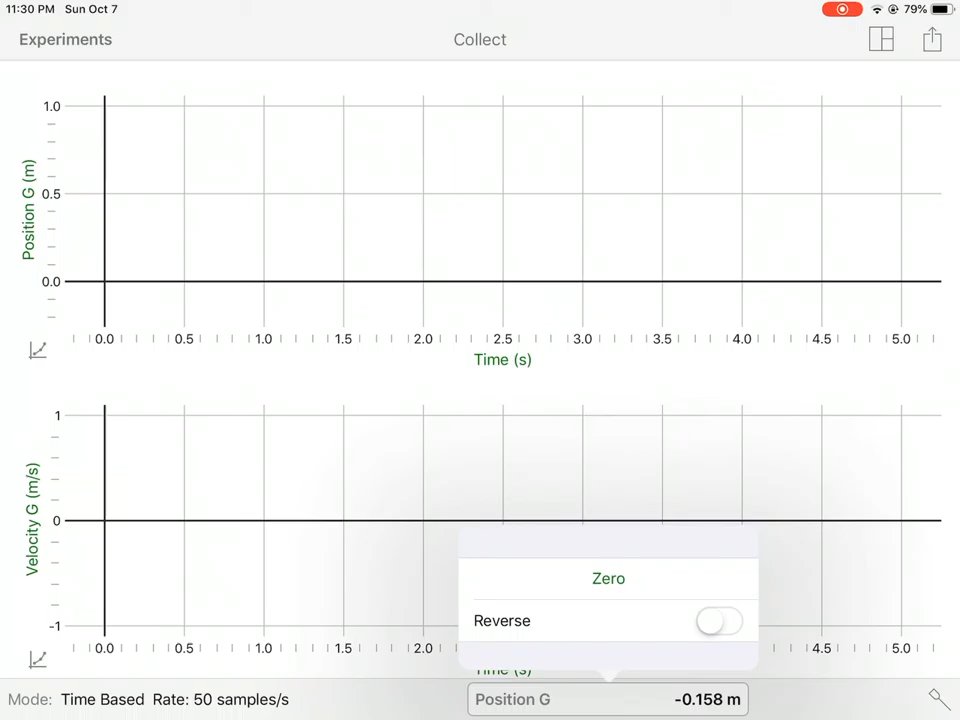 11:30 PM Sun Oct 7
79%
Experiments
Collect
1.0
0.5
0.0
Position G (m)
0.0 0.5 1.0 1.5 2.0 2.5 3.0 3.5 4.0 4.5 5.0
Time (s)
1
0
-1
Velocity G (m/s)
0.0 0.5 1.0 1.5 2.0 4.5 5.0
Time (s)
Zero
Reverse
Mode: Time Based Rate: 50 samples/s
Position G -0.158 m